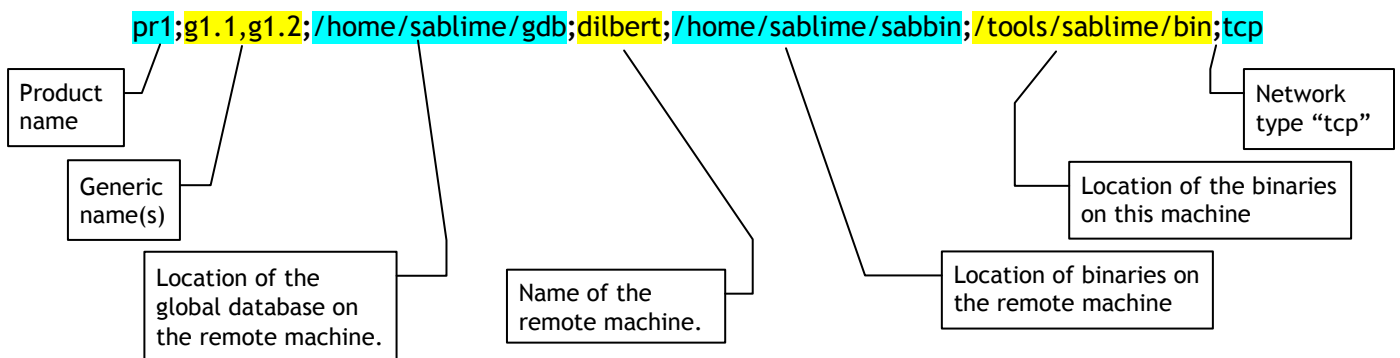 pr1;g1.1,g1.2;/home/sablime/gdb;dilbert;/home/sablime/sabbin;/tools/sablime/bin;tcp
Product
name
Network
type “tcp”
Generic
name(s)
Location of the binaries
on this machine
Location of the
global database on
the remote machine.
Name of the
remote machine.
Location of binaries on
the remote machine